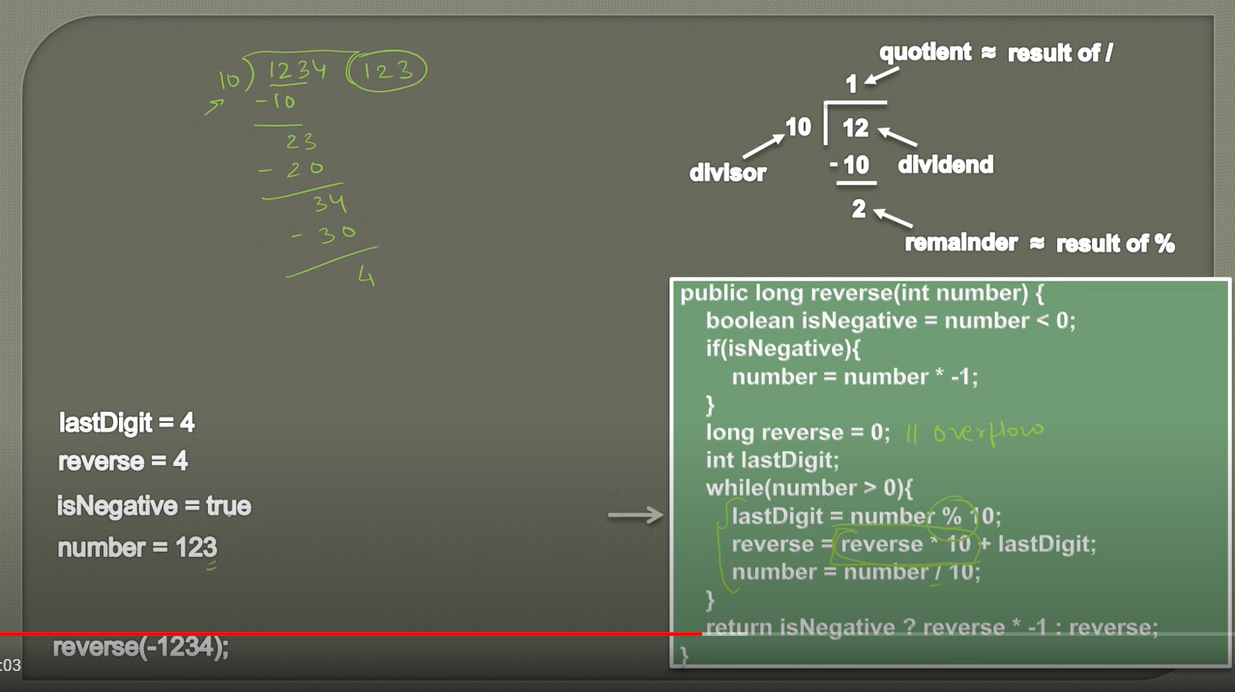 10) 1234 (123
-10
23
- 20
34
- 30
4
quotient ≈ result of /
1
10 12
divisor
- 10 dividend
2
remainder ≈ result of %
lastDigit = 4
reverse = 4
isNegative = true
number = 123
reverse(-1234);
:03
public long reverse(int number) {
boolean isNegative = number < 0;
if(isNegative){
number = number * -1;
}
long reverse = 0; // overflow
int lastDigit;
while(number > 0){
lastDigit = number % 10;
reverse = reverse * 10 + lastDigit;
number = number / 10;
}
return isNegative ? reverse * -1 : reverse;
}